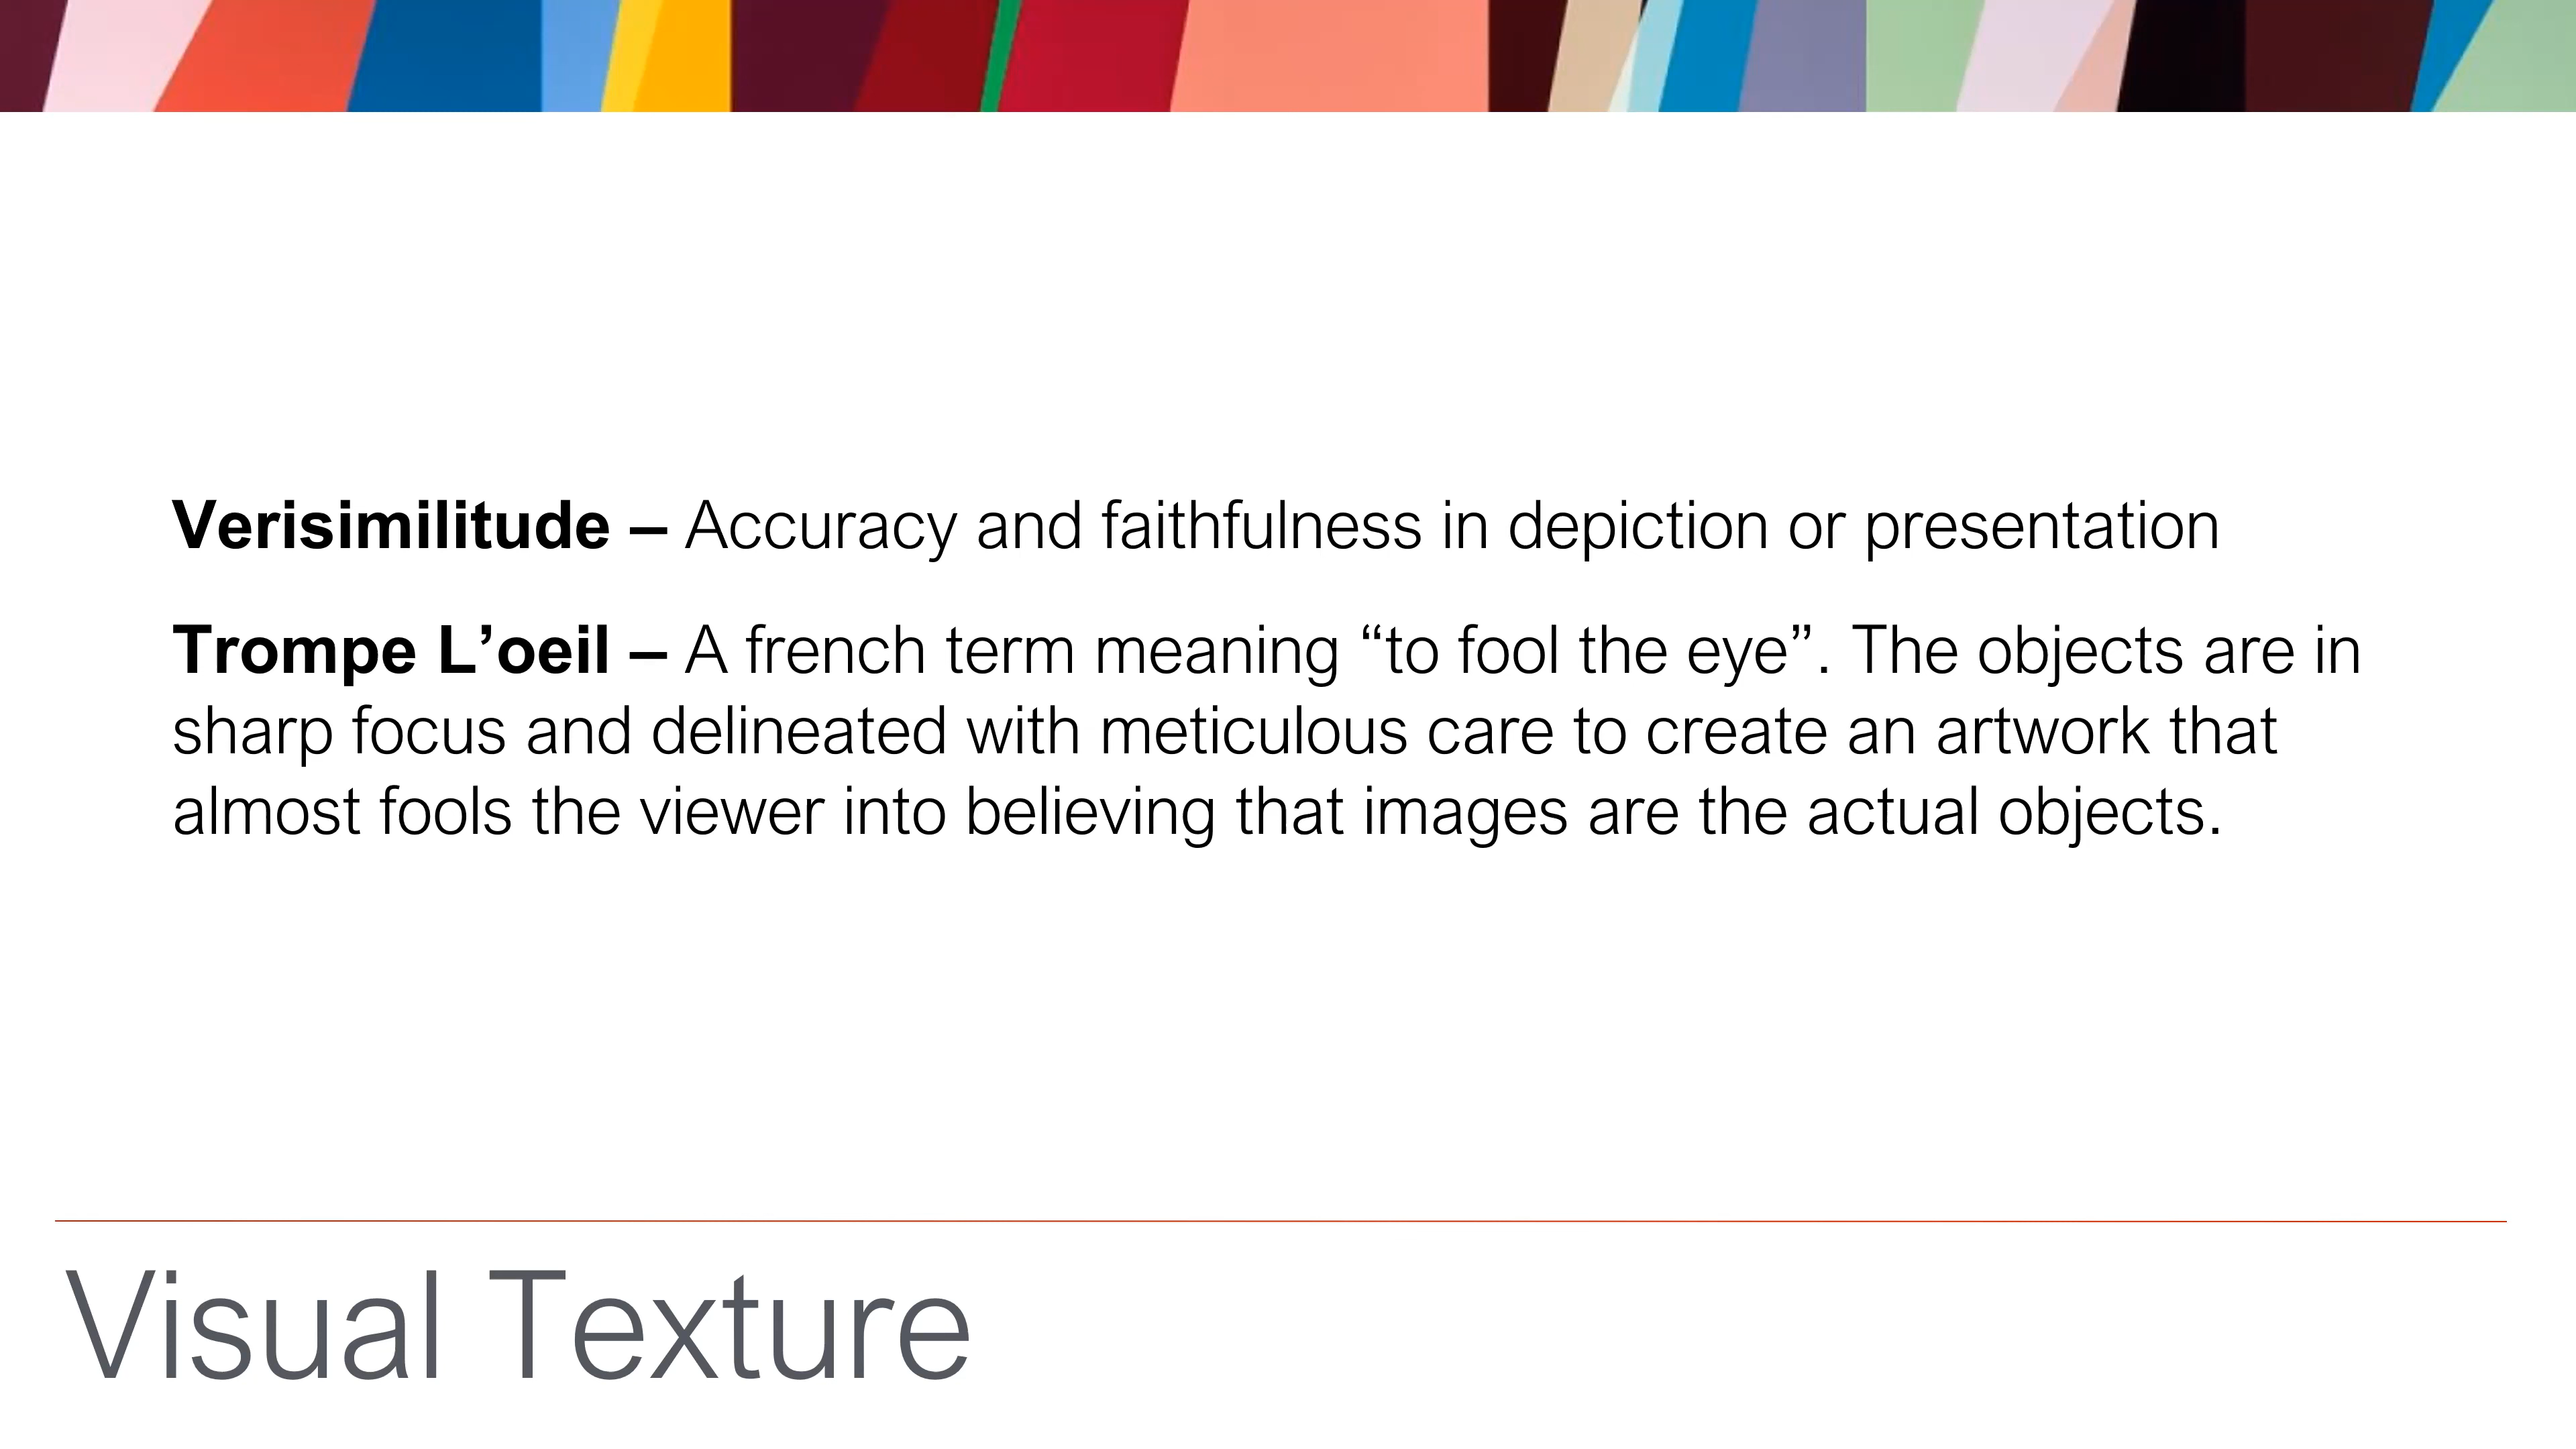 Verisimilitude – Accuracy and faithfulness in depiction or presentation
Trompe L’oeil – A french term meaning “to fool the eye”. The objects are in
sharp focus and delineated with meticulous care to create an artwork that
almost fools the viewer into believing that images are the actual objects.
Visual Texture